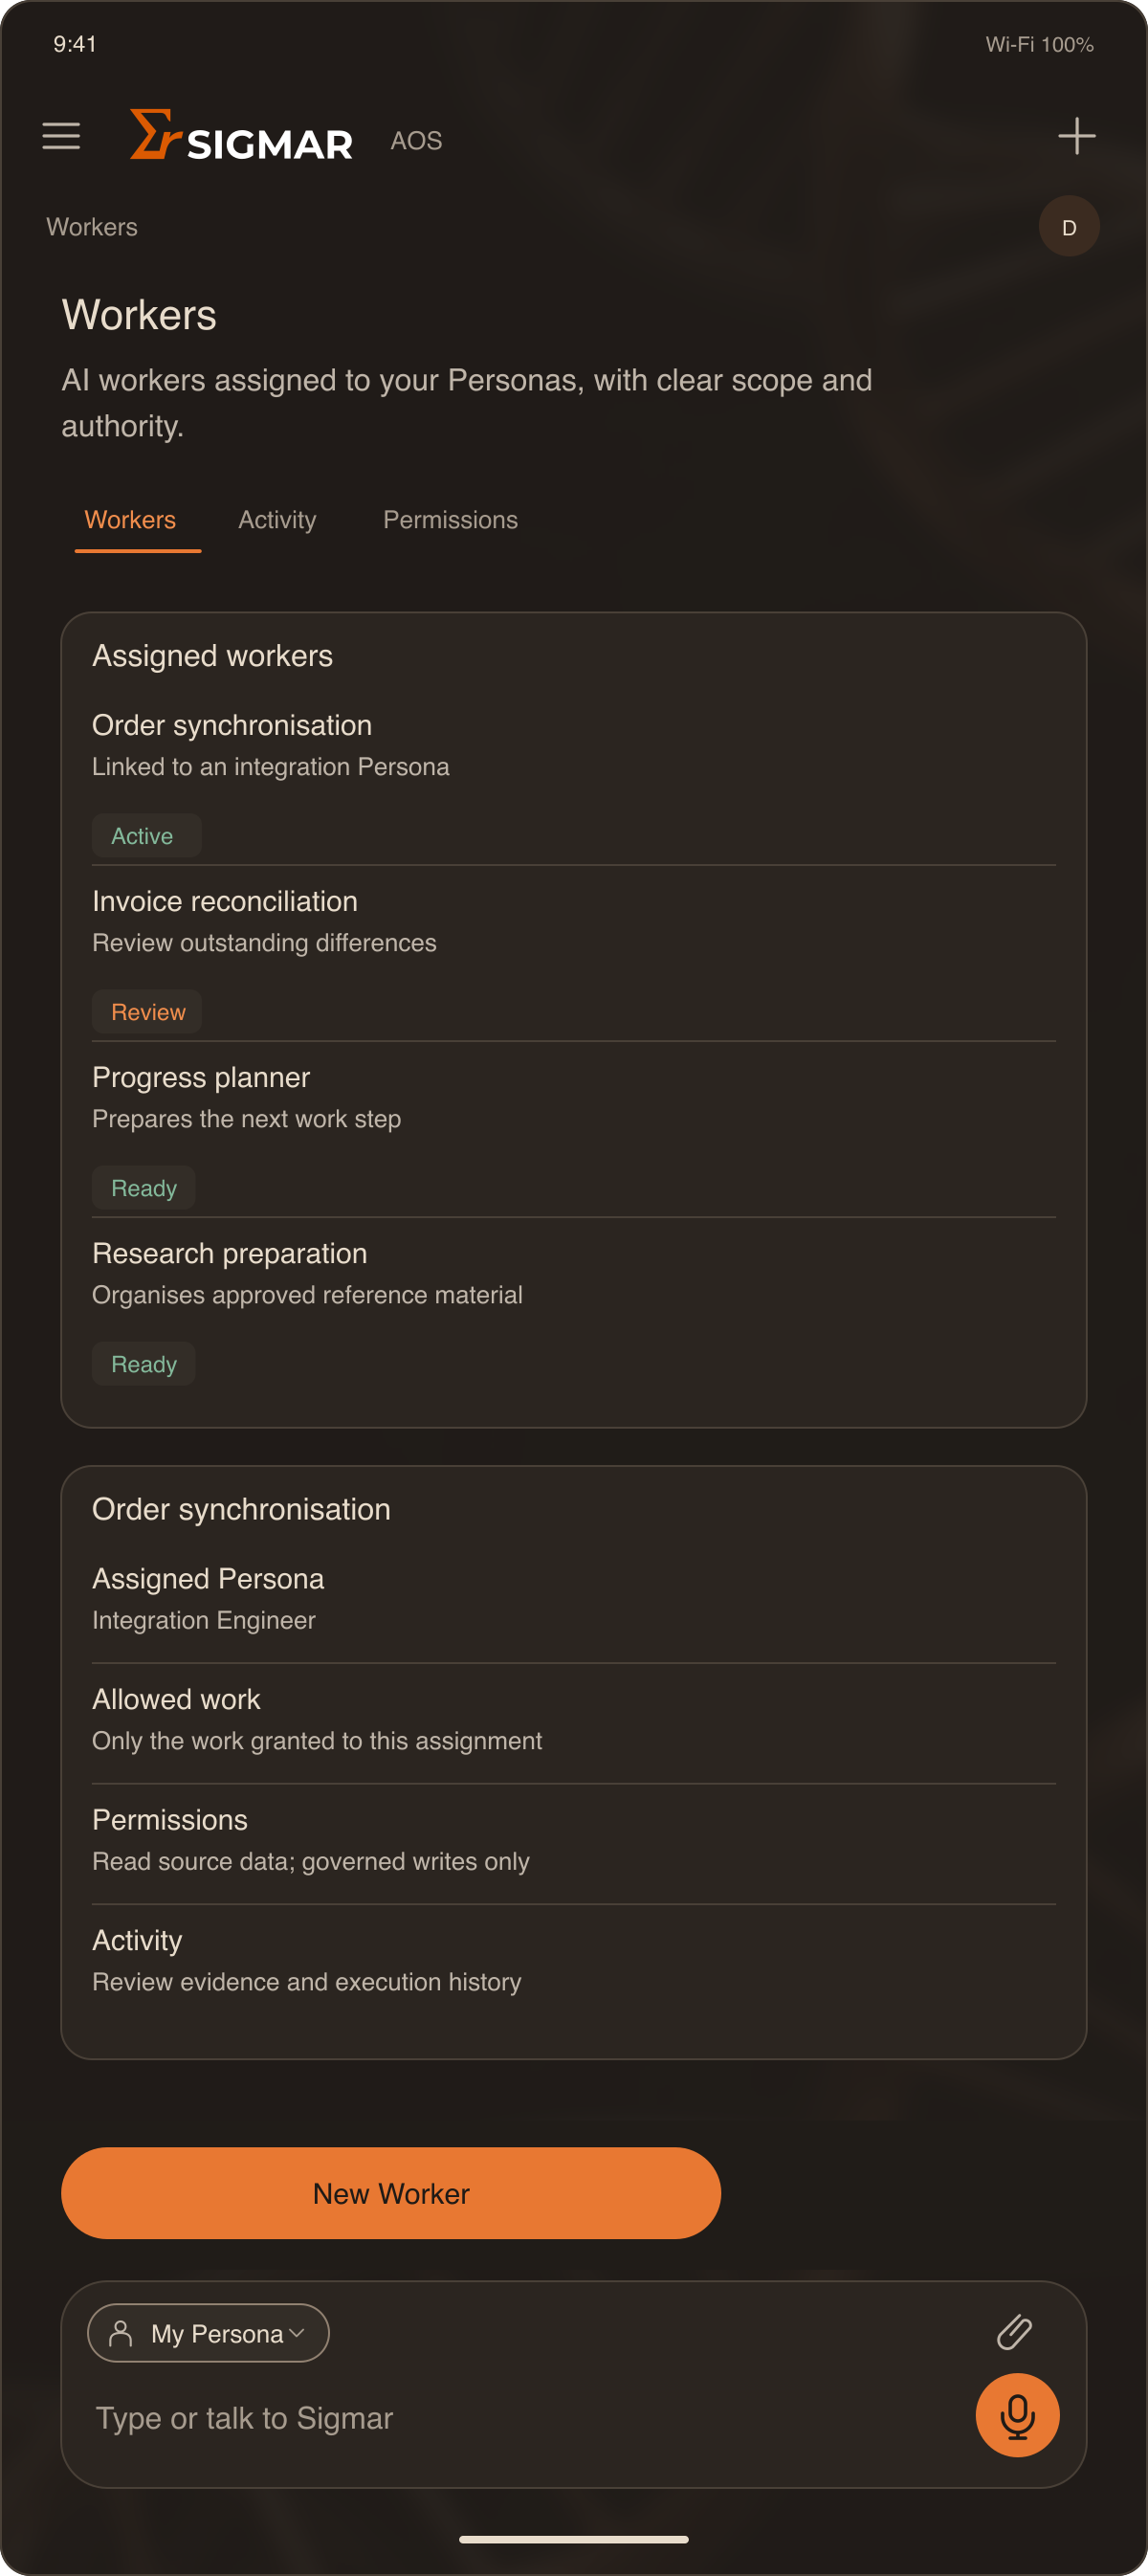 9:41
Wi-Fi 100%
Σr SIGMAR AOS
Workers
D
Workers
AI workers assigned to your Personas, with clear scope and
authority.
Workers Activity Permissions
Assigned workers
Order synchronisation
Linked to an integration Persona
Active
Invoice reconciliation
Review outstanding differences
Review
Progress planner
Prepares the next work step
Ready
Research preparation
Organises approved reference material
Ready
Order synchronisation
Assigned Persona
Integration Engineer
Allowed work
Only the work granted to this assignment
Permissions
Read source data; governed writes only
Activity
Review evidence and execution history
New Worker
My Persona
Type or talk to Sigmar